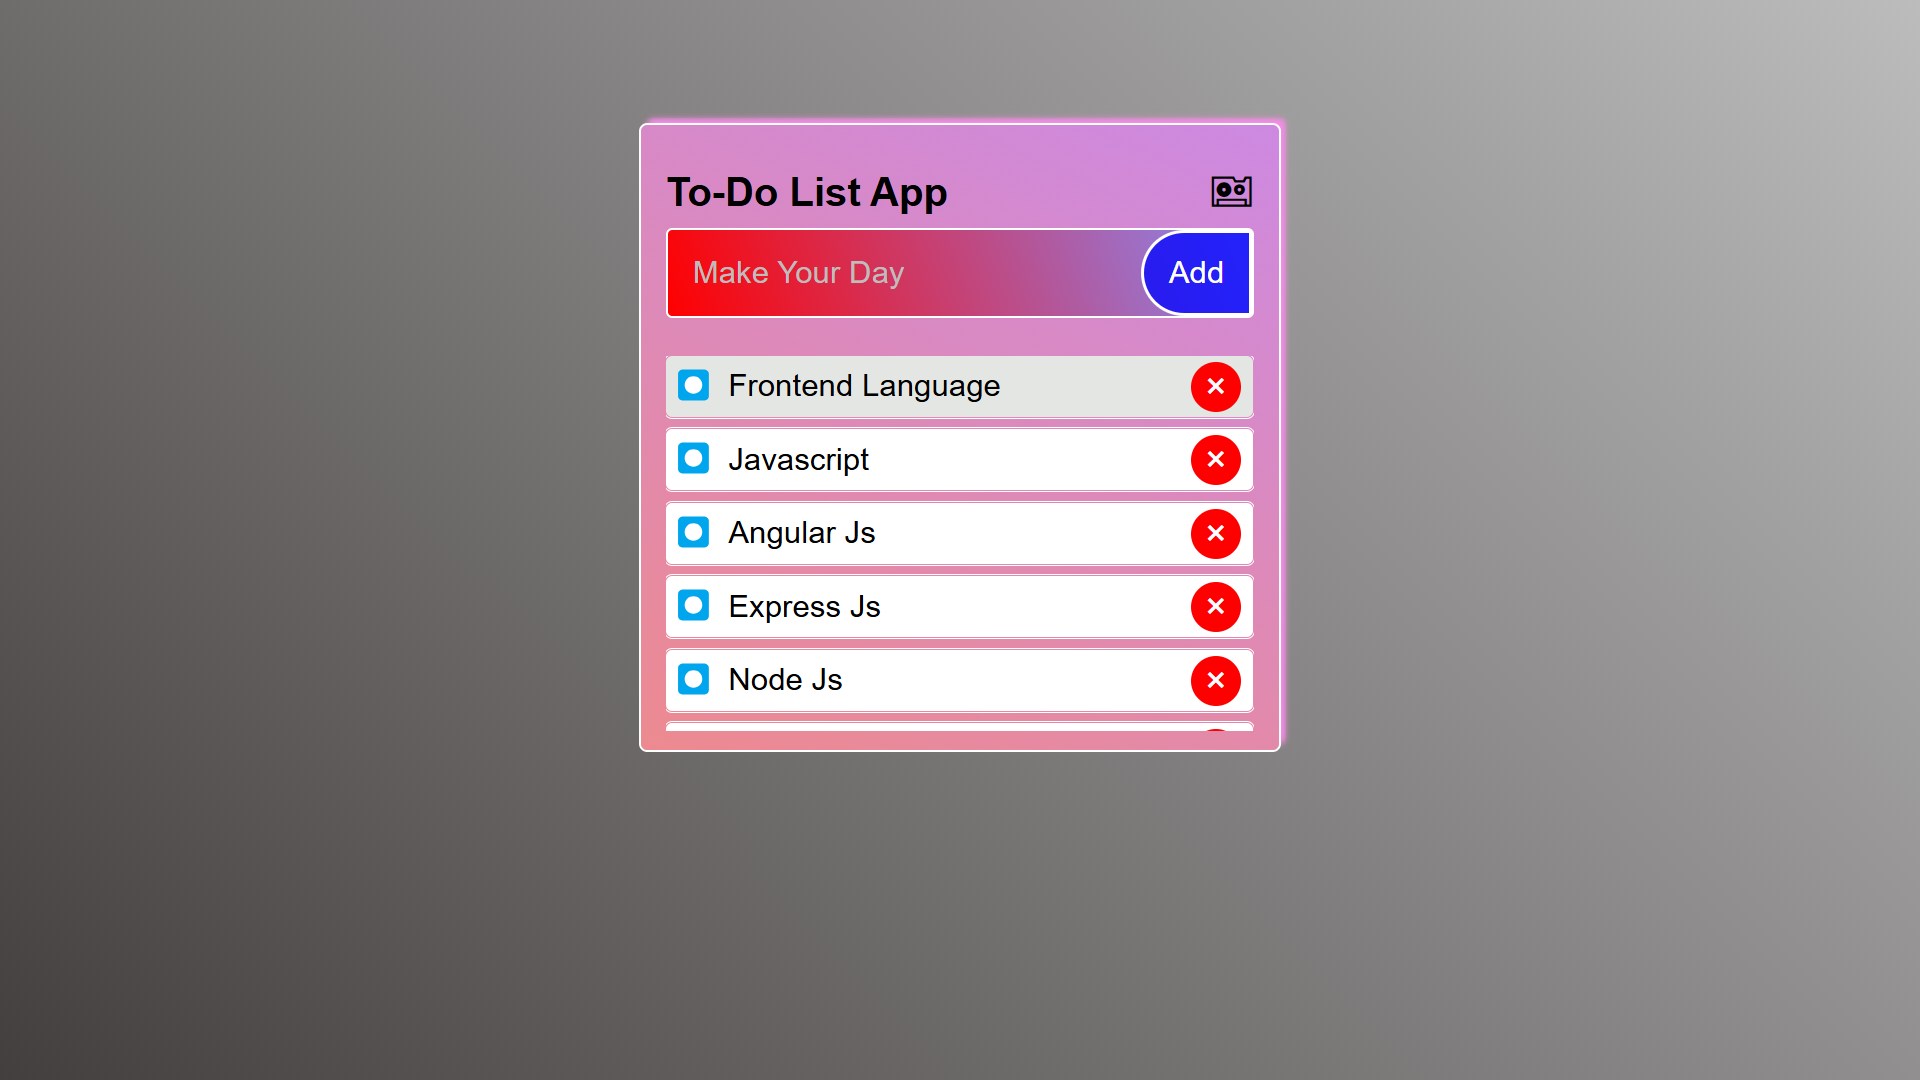 To-Do List App
Make Your Day
Add
Frontend Language
Javascript
Angular Js
Express Js
Node Js